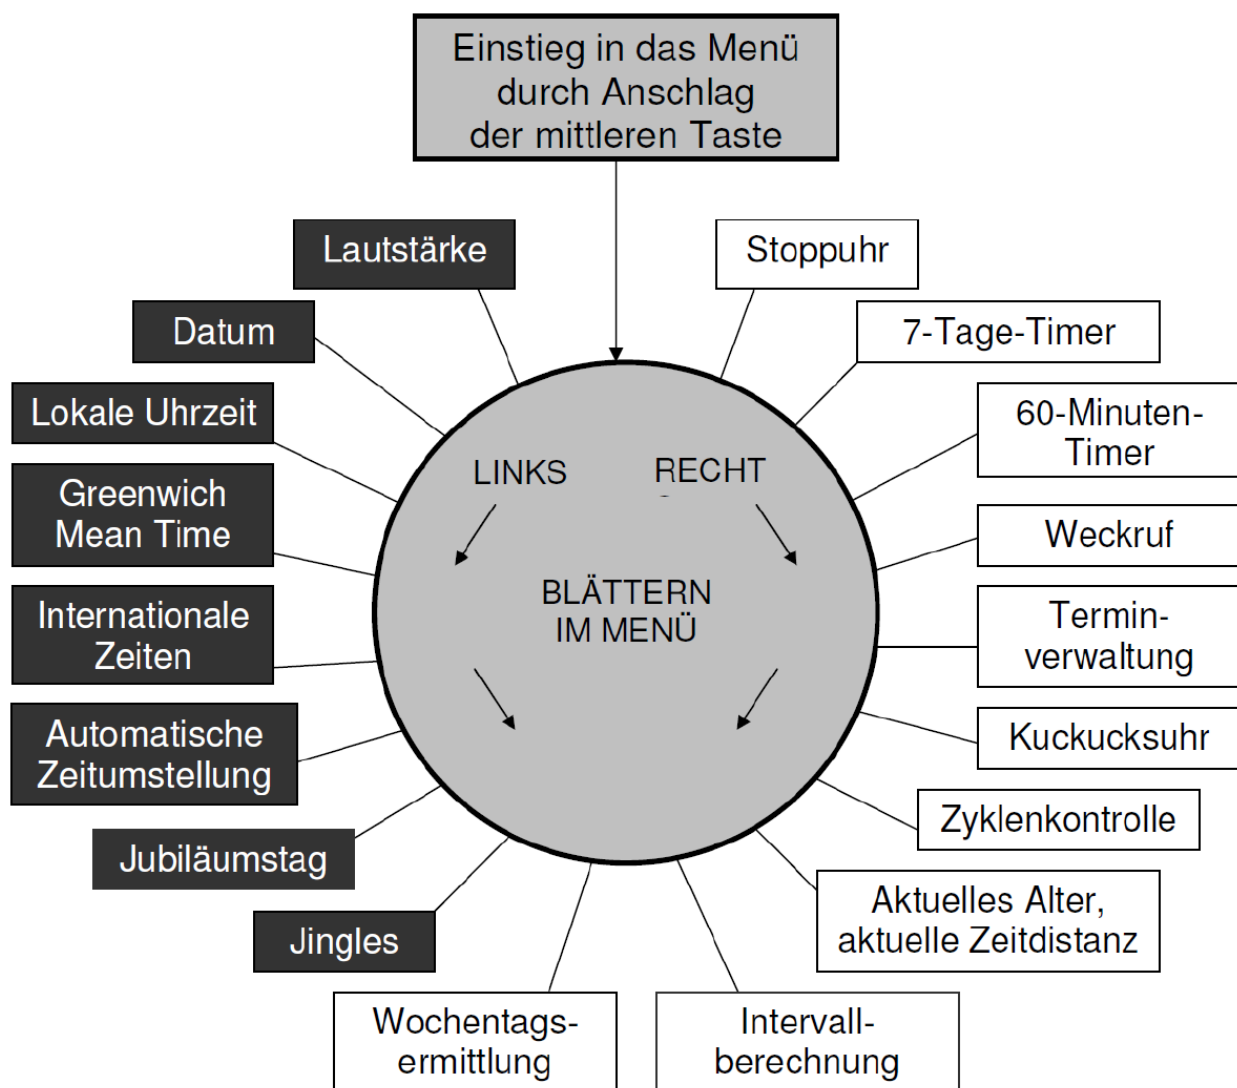 Einstieg in das Menü
durch Anschlag
der mittleren Taste
Lautstärke
Stoppuhr
Datum
7-Tage-Timer
Lokale Uhrzeit
60-Minuten-
Timer
LINKS
RECHT
Greenwich
Mean Time
Weckruf
BLÄTTERN
IM MENÜ
Internationale
Zeiten
Termin-
verwaltung
Automatische
Zeitumstellung
Kuckucksuhr
Jubiläumstag
Zyklenkontrolle
Jingles
Aktuelles Alter,
aktuelle Zeitdistanz
Wochentags-
ermittlung
Intervall-
berechnung